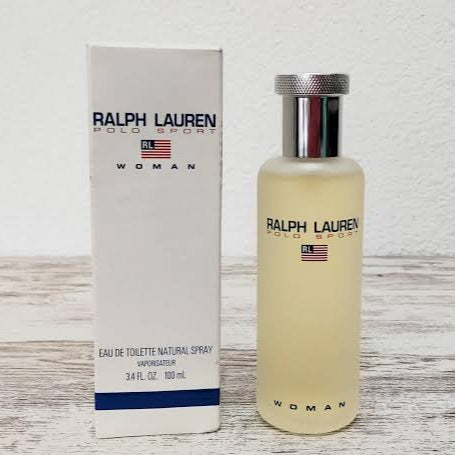 RALPH LAUREN
POLO SPORT
RL
WOMAN
EAU DE TOILETTE NATURAL SPRAY
VAPORISATEUR
3.4 FL. OZ. 100 mL
RALPH LAUREN
POLO SPORT
RL
WOMAN